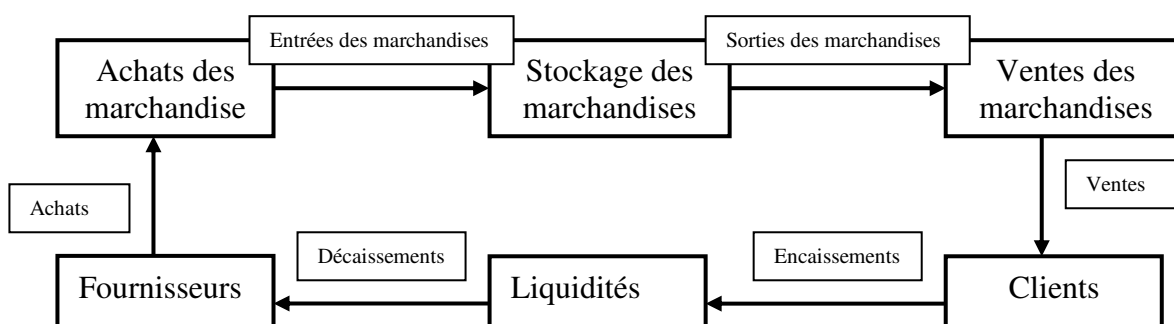 Entrées des marchandises
Sorties des marchandises
Achats des
marchandise
Stockage des
marchandises
Ventes des
marchandises
Achats
Ventes
Décaissements
Encaissements
Fournisseurs
Liquidités
Clients